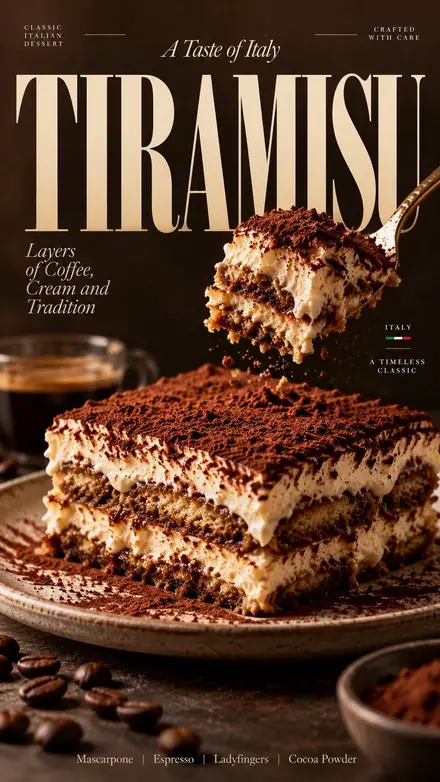 CLASSIC
ITALIAN
DESSERT
CRAFTED
WITH CARE
A Taste of Italy
TIRAMISU
Layers
of Coffee,
Cream and
Tradition
ITALY
A TIMELESS
CLASSIC
Mascarpone | Espresso | Ladyfingers | Cocoa Powder